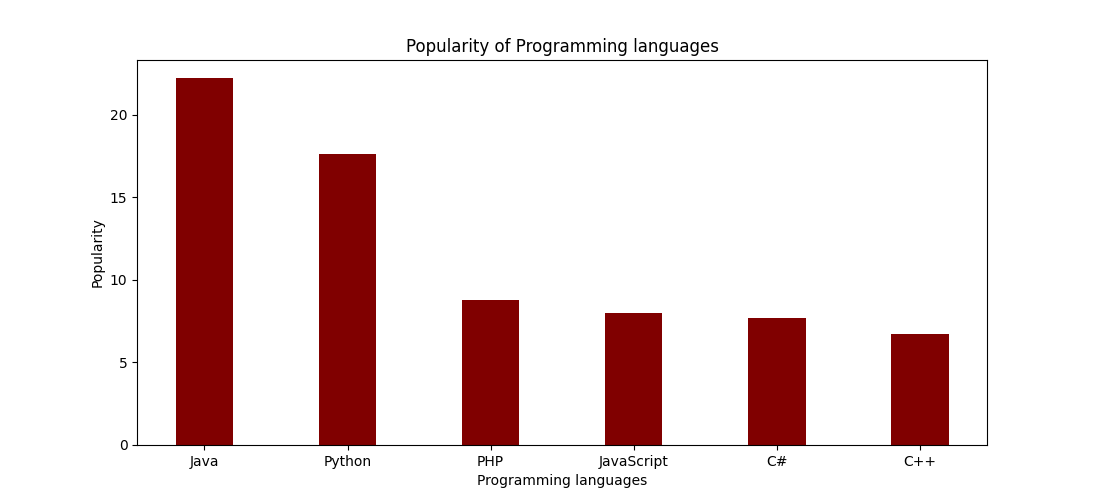 Popularity of Programming languages
Popularity
20
15
10
5
0
Java Python PHP JavaScript C# C++
Programming languages